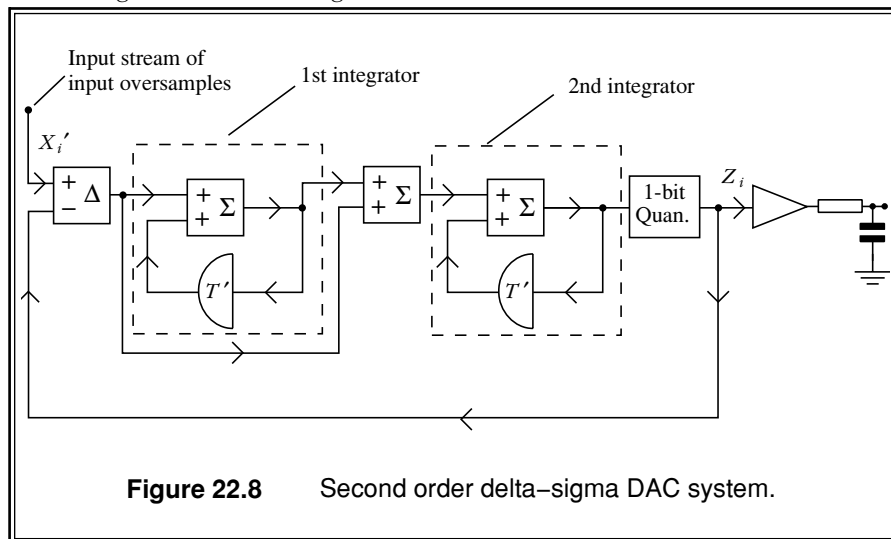 Input stream of
input oversamples
1st integrator
2nd integrator
X_i′
+
− Δ
+
+ Σ
T′
+
+ Σ
+
+ Σ
T′
1-bit
Quan.
Z_i
Figure 22.8 Second order delta−sigma DAC system.